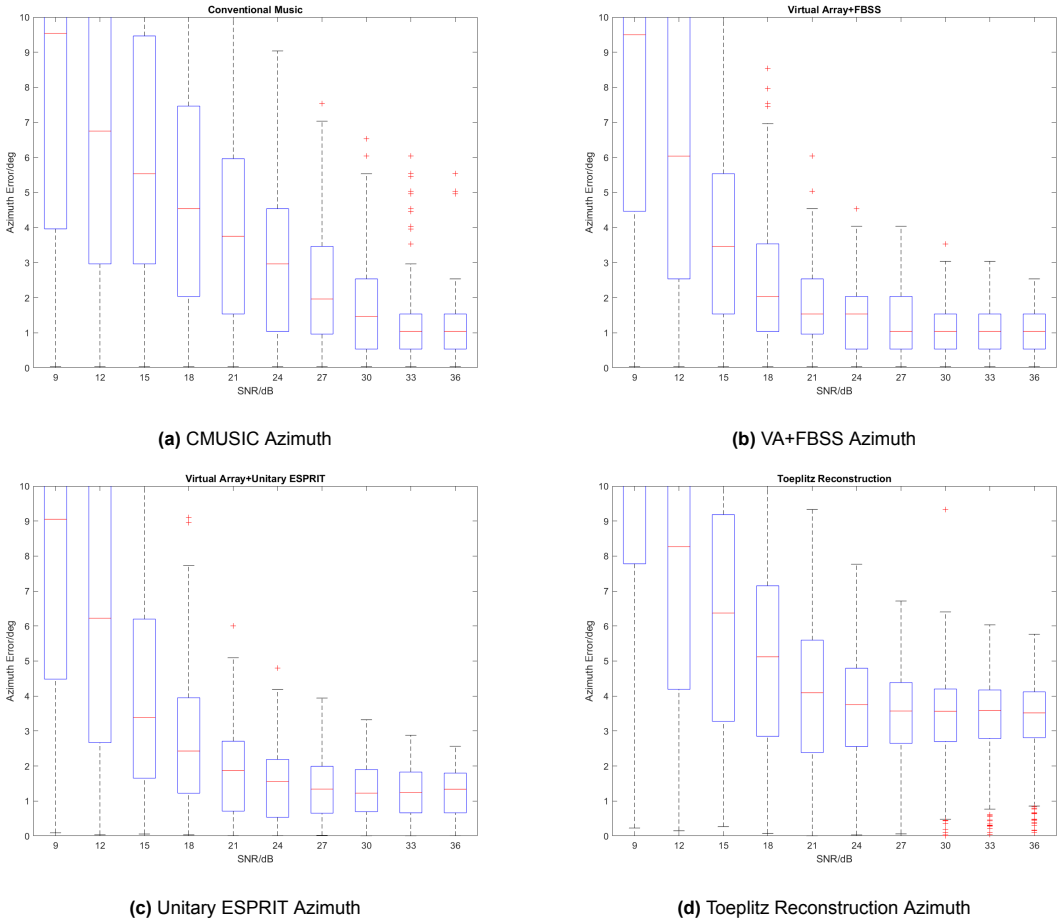 Conventional Music
10
9
8
7
6
5
4
3
2
1
0
Azimuth Error/deg
9 12 15 18 21 24 27 30 33 36
SNR/dB
(a) CMUSIC Azimuth
Virtual Array+FBSS
10
9
8
7
6
5
4
3
2
1
0
Azimuth Error/deg
9 12 15 18 21 24 27 30 33 36
SNR/dB
(b) VA+FBSS Azimuth
Virtual Array+Unitary ESPRIT
10
9
8
7
6
5
4
3
2
1
0
Azimuth Error/deg
9 12 15 18 21 24 27 30 33 36
SNR/dB
(c) Unitary ESPRIT Azimuth
Toeplitz Reconstruction
10
9
8
7
6
5
4
3
2
1
0
Azimuth Error/deg
9 12 15 18 21 24 27 30 33 36
SNR/dB
(d) Toeplitz Reconstruction Azimuth